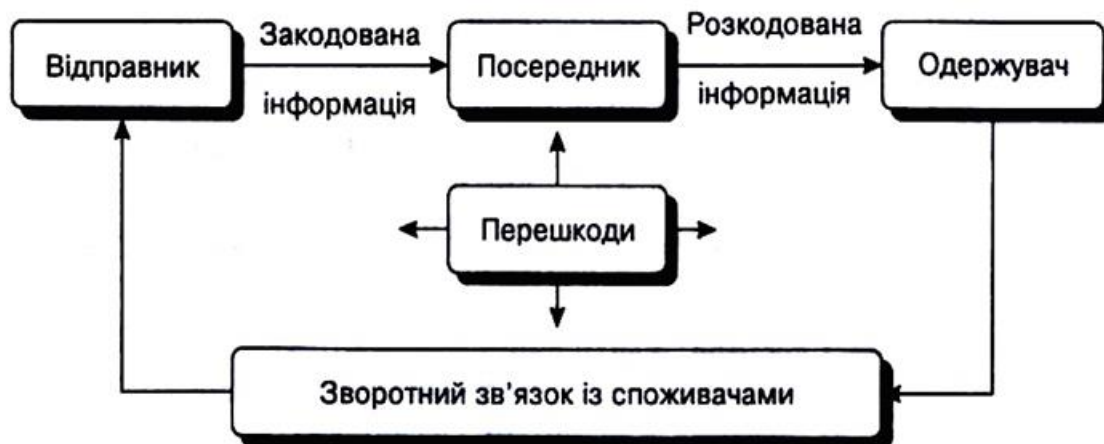 Відправник
Закодована
інформація
Посередник
Розкодована
інформація
Одержувач
Перешкоди
Зворотний зв'язок із споживачами